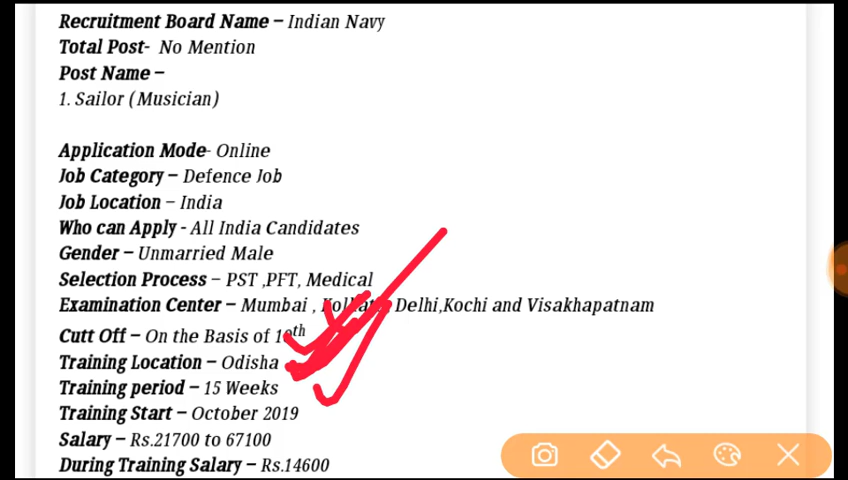 Recruitment Board Name – Indian Navy
Total Post- No Mention
Post Name –
1. Sailor (Musician)
Application Mode- Online
Job Category – Defence Job
Job Location – India
Who can Apply - All India Candidates
Gender – Unmarried Male
Selection Process – PST ,PFT, Medical
Examination Center – Mumbai , Kolkata, Delhi,Kochi and Visakhapatnam
Cutt Off – On the Basis of 10th
Training Location – Odisha
Training period – 15 Weeks
Training Start – October 2019
Salary – Rs.21700 to 67100
During Training Salary – Rs.14600